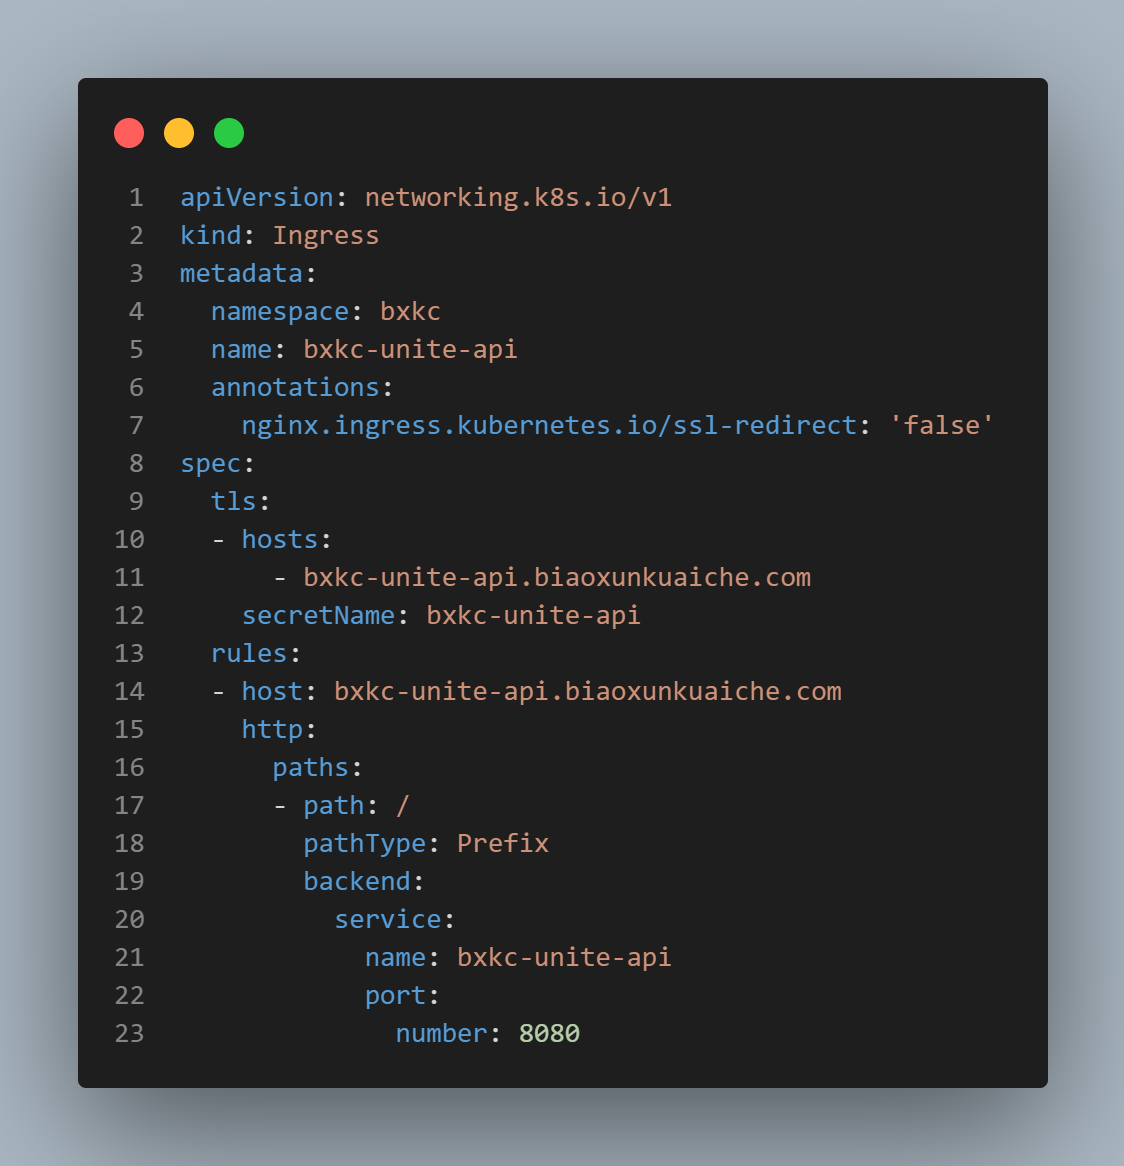 1 apiVersion: networking.k8s.io/v1
2 kind: Ingress
3 metadata:
4   namespace: bxkc
5   name: bxkc-unite-api
6   annotations:
7     nginx.ingress.kubernetes.io/ssl-redirect: 'false'
8 spec:
9   tls:
10   - hosts:
11       - bxkc-unite-api.biaoxunkuaiche.com
12     secretName: bxkc-unite-api
13   rules:
14   - host: bxkc-unite-api.biaoxunkuaiche.com
15     http:
16       paths:
17       - path: /
18         pathType: Prefix
19         backend:
20           service:
21             name: bxkc-unite-api
22             port:
23               number: 8080